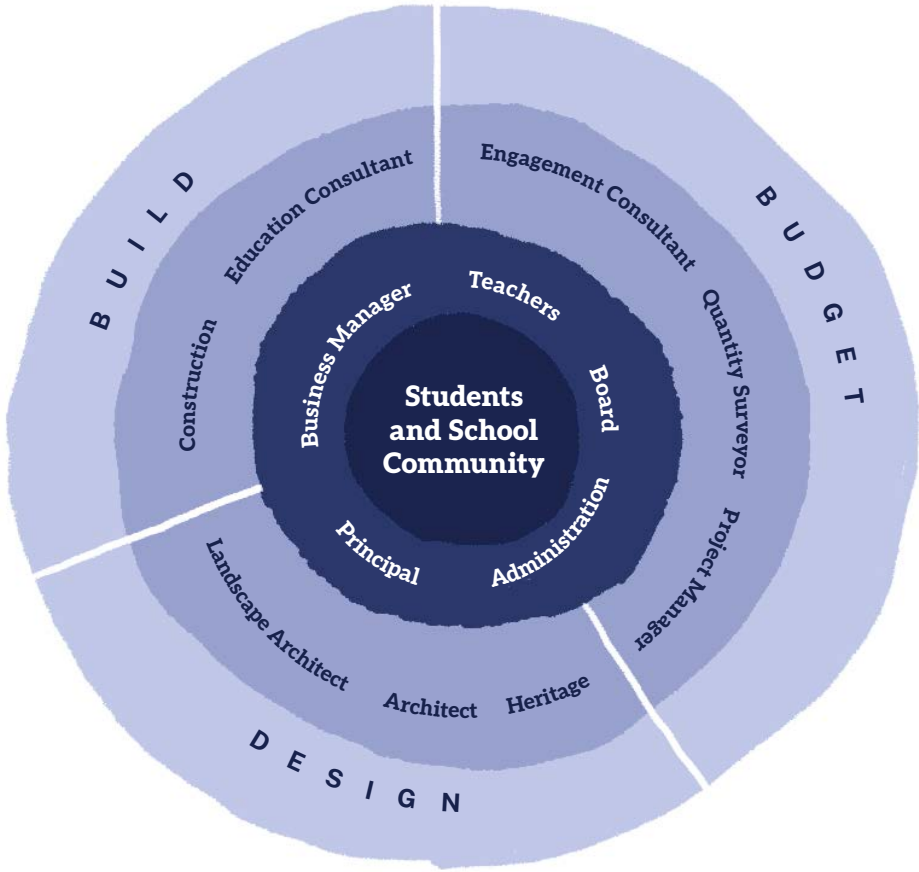 BUILD
BUDGET
DESIGN
Education Consultant
Construction
Engagement Consultant
Quantity Surveyor
Project Manager
Landscape Architect
Architect
Heritage
Business Manager
Teachers
Board
Administration
Principal
Students
and School
Community